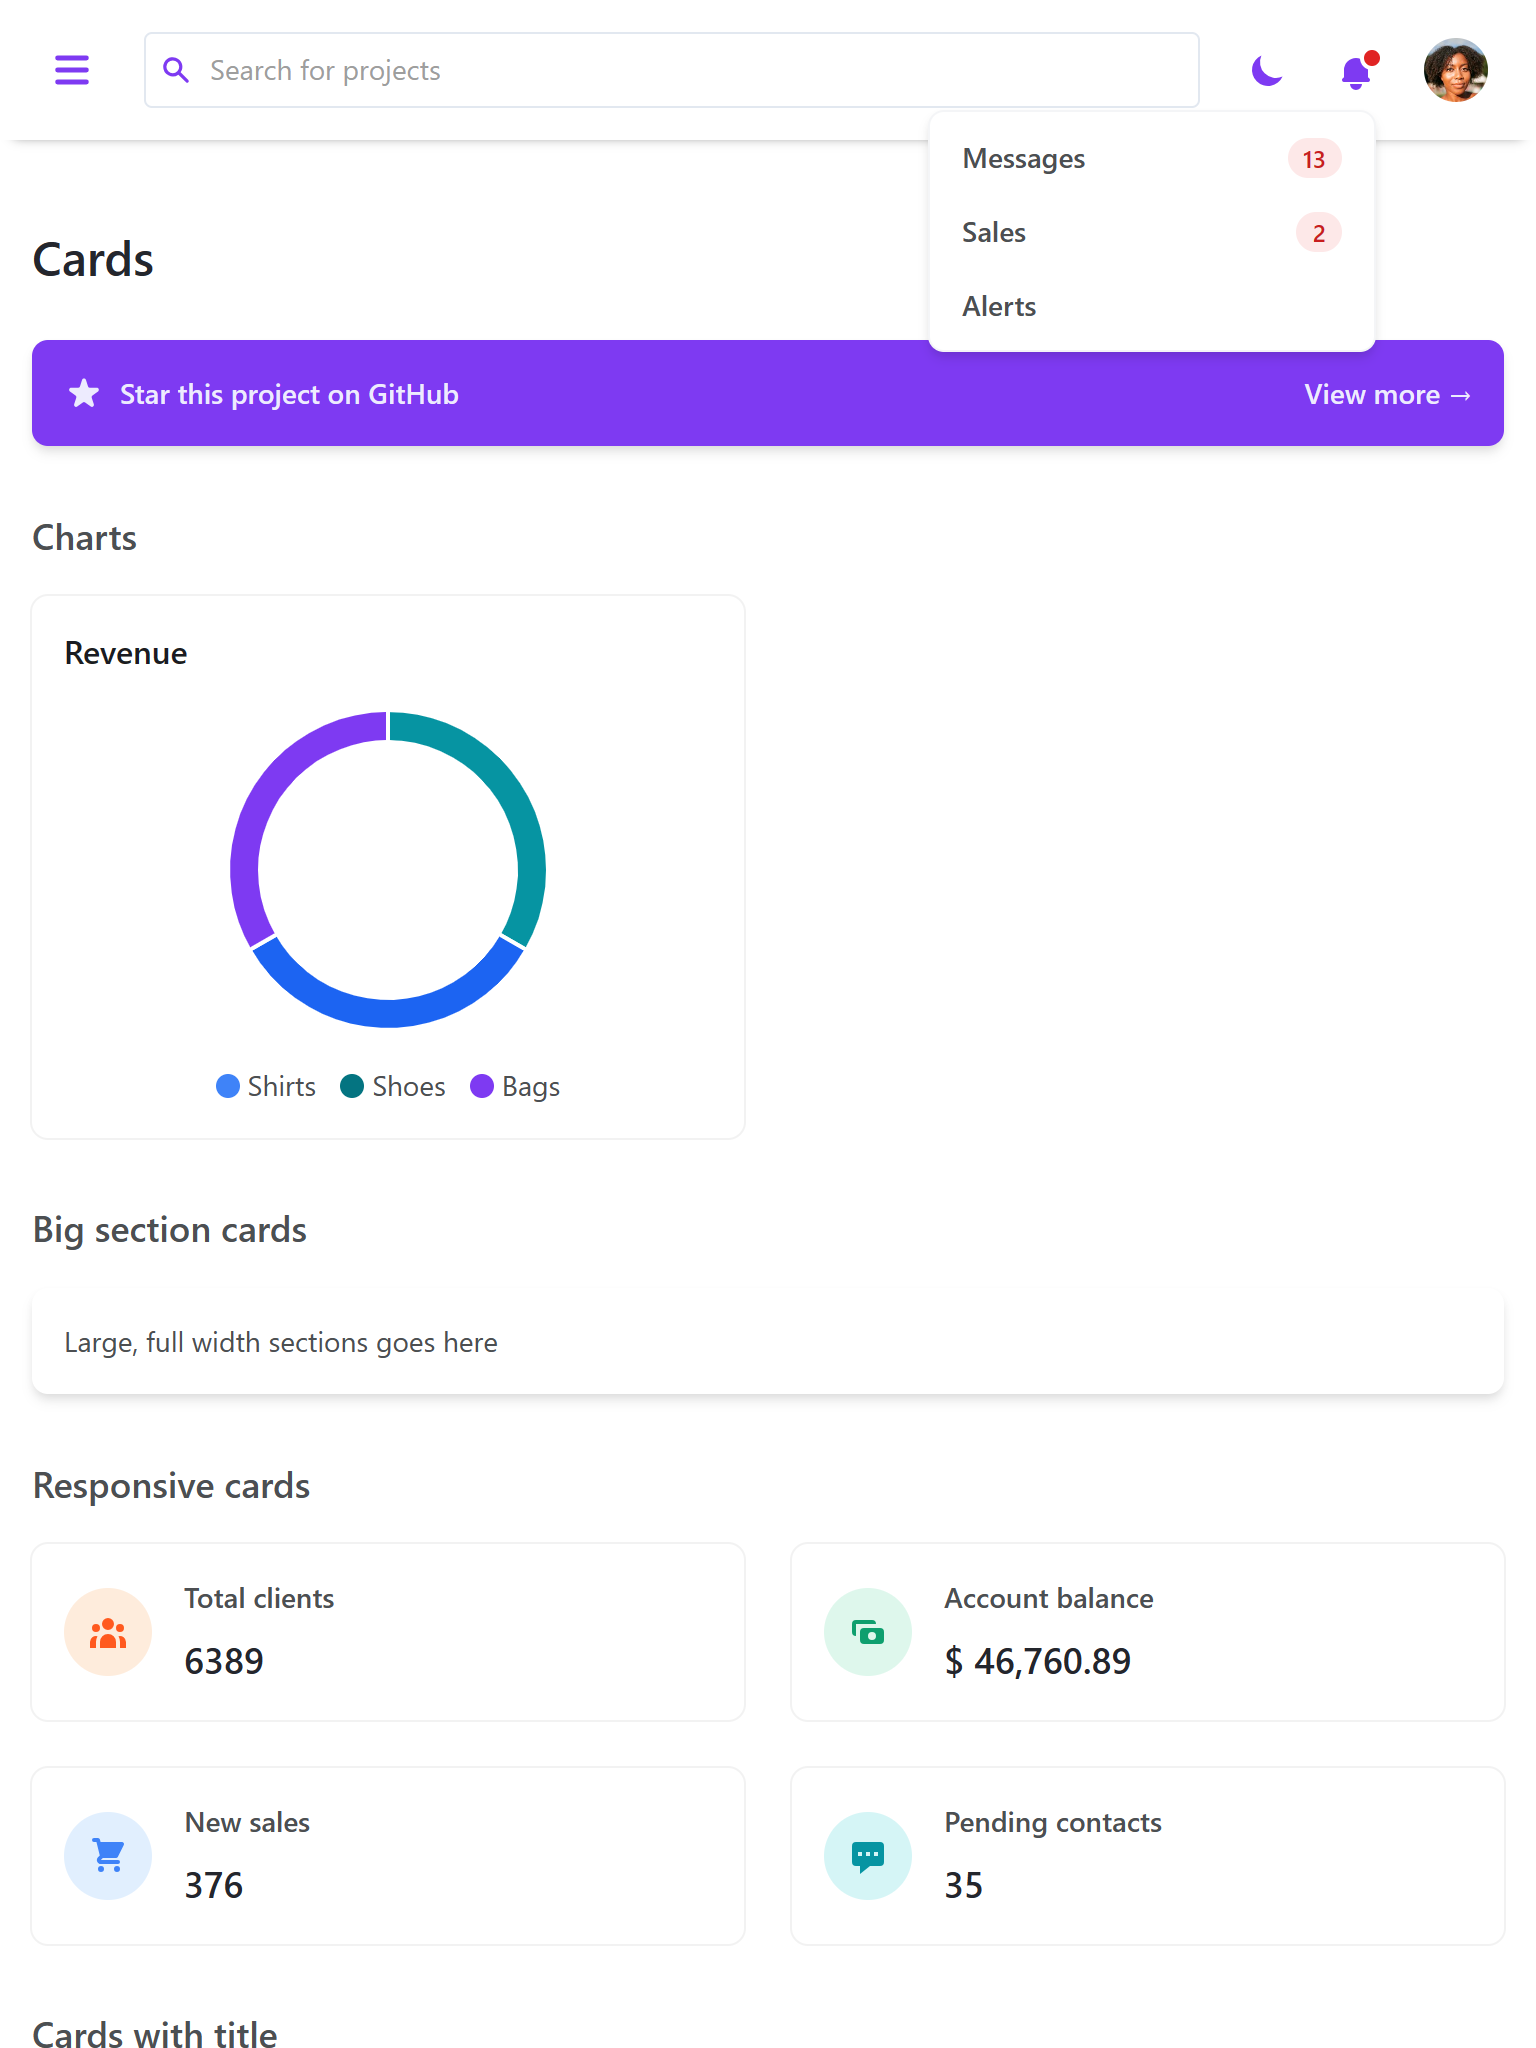 Search for projects
Messages 13
Sales 2
Alerts
Cards
Star this project on GitHub
View more →
Charts
Revenue
Shirts Shoes Bags
Big section cards
Large, full width sections goes here
Responsive cards
Total clients
6389
Account balance
$ 46,760.89
New sales
376
Pending contacts
35
Cards with title